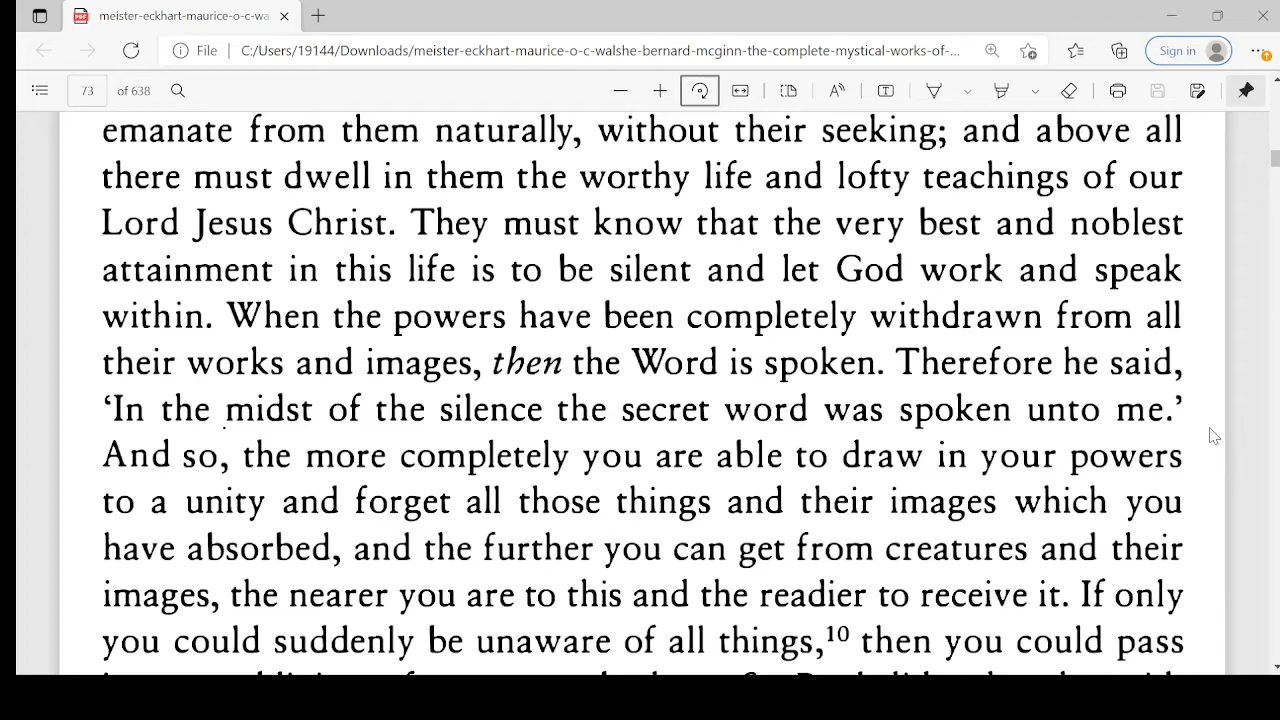 meister-eckhart-maurice-o-c-wa
File C:/Users/19144/Downloads/meister-eckhart-maurice-o-c-walshe-bernard-mcginn-the-complete-mystical-works-of-... Sign in
73 of 638
emanate from them naturally, without their seeking; and above all
there must dwell in them the worthy life and lofty teachings of our
Lord Jesus Christ. They must know that the very best and noblest
attainment in this life is to be silent and let God work and speak
within. When the powers have been completely withdrawn from all
their works and images, then the Word is spoken. Therefore he said,
‘In the midst of the silence the secret word was spoken unto me.’
And so, the more completely you are able to draw in your powers
to a unity and forget all those things and their images which you
have absorbed, and the further you can get from creatures and their
images, the nearer you are to this and the readier to receive it. If only
you could suddenly be unaware of all things,¹⁰ then you could pass